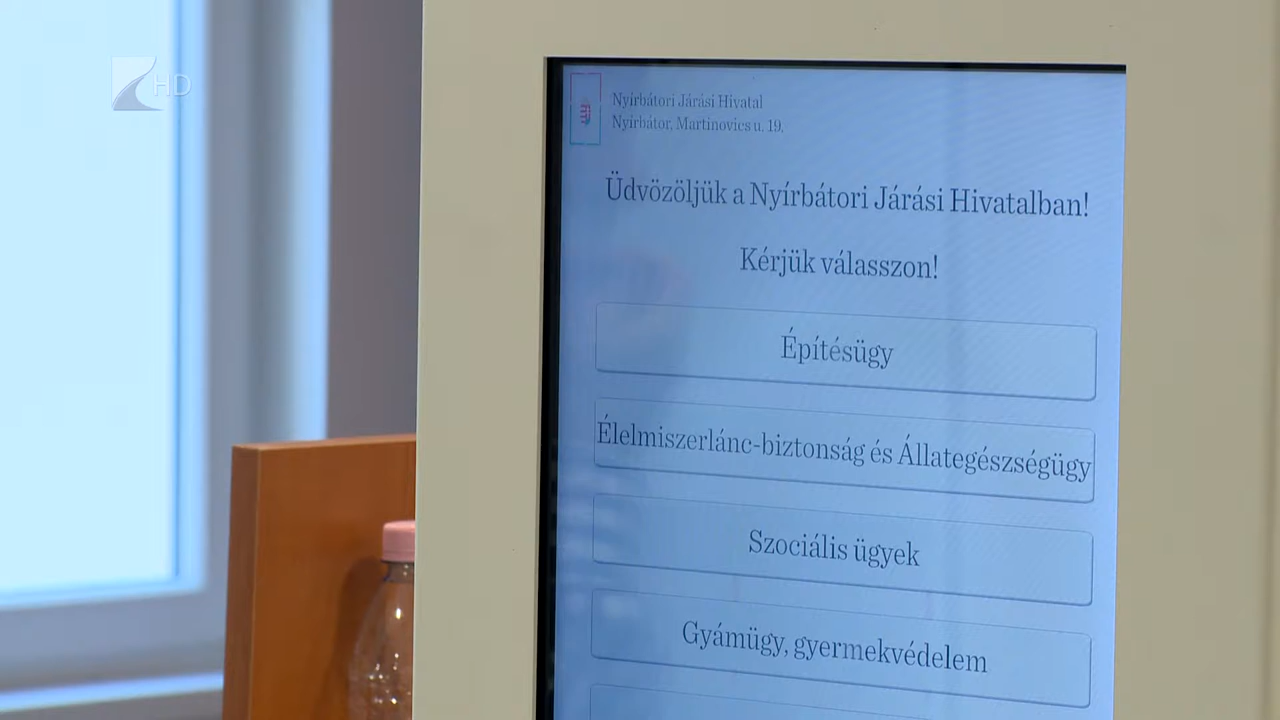 HD
Nyírbátori Járási Hivatal
Nyírbátor, Martinovics u. 19.
Üdvözöljük a Nyírbátori Járási Hivatalban!
Kérjük válasszon!
Építésügy
Élelmiszerlánc-biztonság és Állategészségügy
Szociális ügyek
Gyámügy, gyermekvédelem